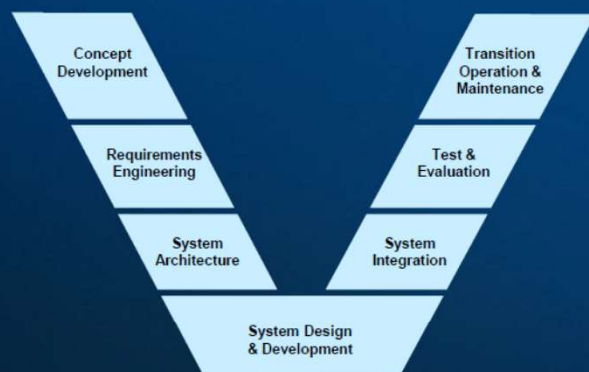 Concept
Development
Requirements
Engineering
System
Architecture
System Design
& Development
System
Integration
Test &
Evaluation
Transition
Operation &
Maintenance